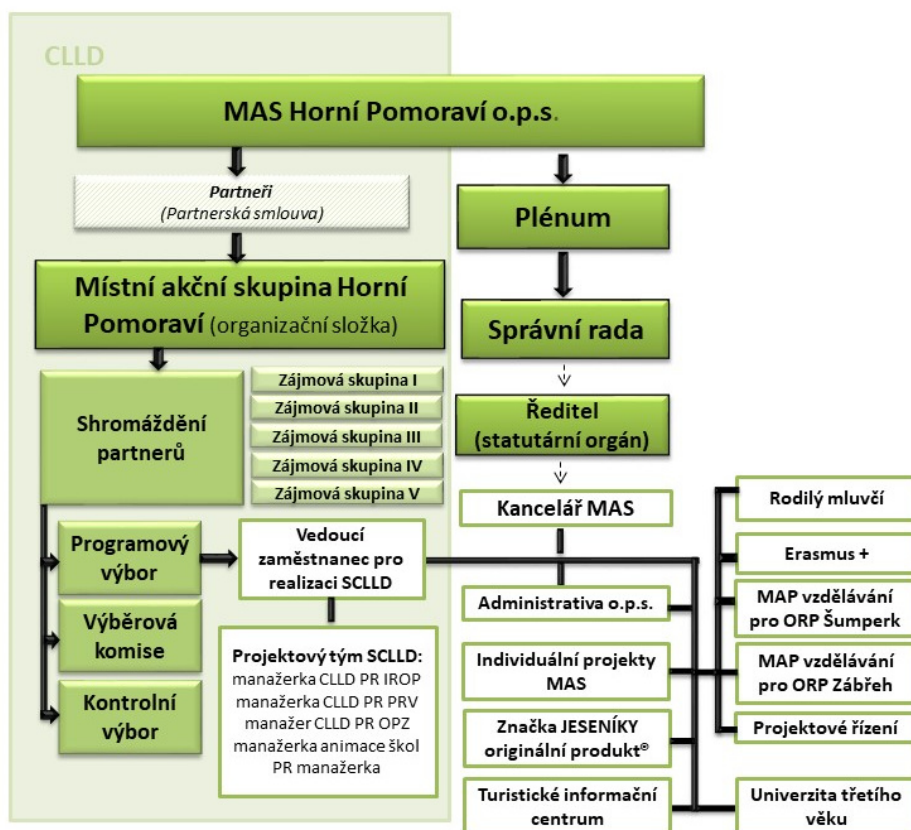 CLLD
MAS Horní Pomoraví o.p.s.
Partneři
(Partnerská smlouva)
Místní akční skupina Horní
Pomoraví (organizační složka)
Shromáždění
partnerů
Zájmová skupina I
Zájmová skupina II
Zájmová skupina III
Zájmová skupina IV
Zájmová skupina V
Programový
výbor
Výběrová
komise
Kontrolní
výbor
Vedoucí
zaměstnanec pro
realizaci SCLLD
Projektový tým SCLLD:
manažerka CLLD PR IROP
manažerka CLLD PR PRV
manažer CLLD PR OPZ
manažerka animace škol
PR manažerka
Plénum
Správní rada
Ředitel
(statutární orgán)
Kancelář MAS
Administrativa o.p.s.
Individuální projekty
MAS
Značka JESENÍKY
originální produkt®
Turistické informační
centrum
Rodilý mluvčí
Erasmus +
MAP vzdělávání
pro ORP Šumperk
MAP vzdělávání
pro ORP Zábřeh
Projektové řízení
Univerzita třetího
věku